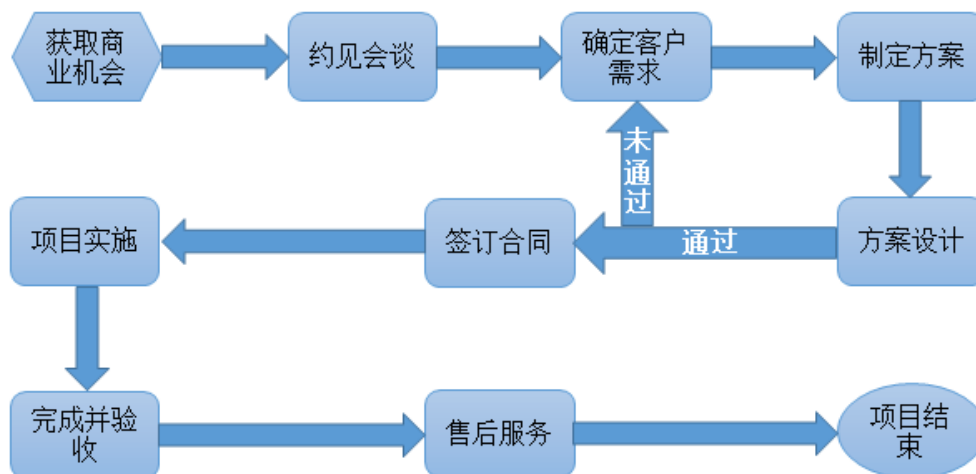 获取商
业机会
约见会谈
确定客户
需求
制定方案
未
通
过
项目实施
签订合同
通过
方案设计
完成并验
收
售后服务
项目结
束